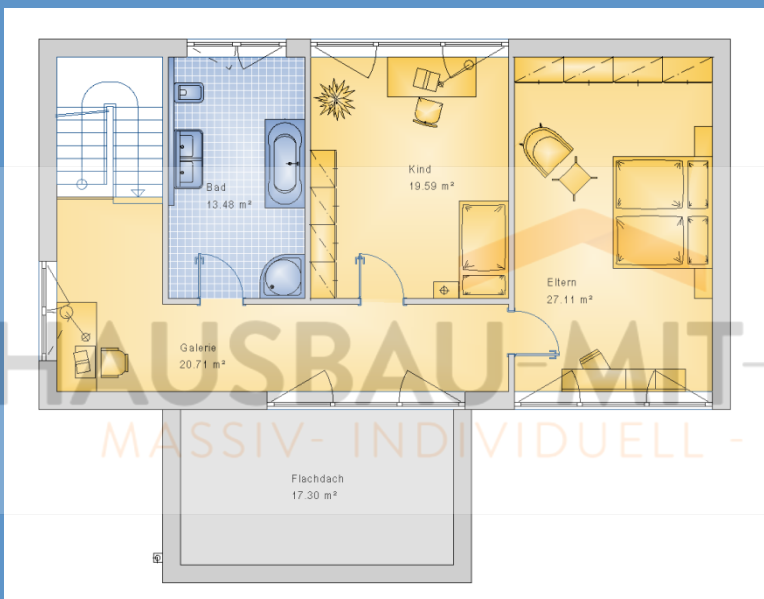 Bad
13.48 m²
Kind
19.59 m²
Eltern
27.11 m²
Galerie
20.71 m²
HAUSBAU-MIT-
MASSIV- INDIVIDUELL -
Flachdach
17.30 m²